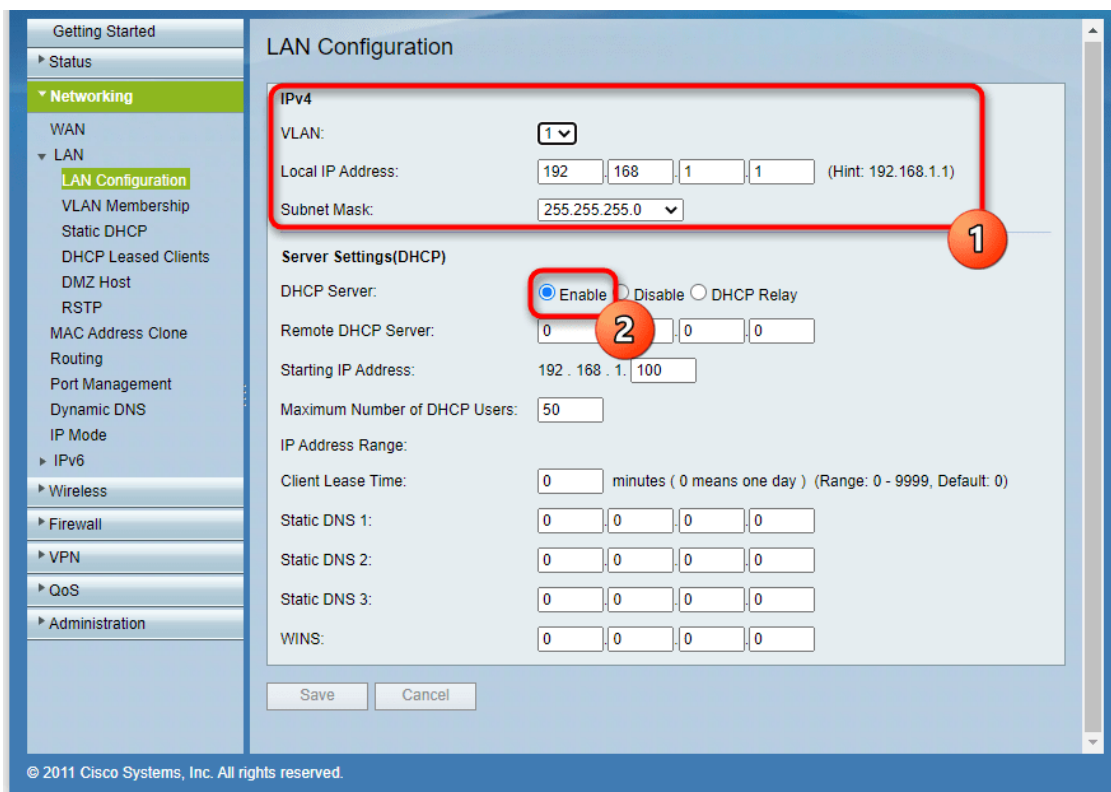 Getting Started
Status
Networking
WAN
LAN
LAN Configuration
VLAN Membership
Static DHCP
DHCP Leased Clients
DMZ Host
RSTP
MAC Address Clone
Routing
Port Management
Dynamic DNS
IP Mode
IPv6
Wireless
Firewall
VPN
QoS
Administration
LAN Configuration
IPv4
VLAN: 1
Local IP Address: 192 . 168 . 1 . 1 (Hint: 192.168.1.1)
Subnet Mask: 255.255.255.0
1
Server Settings(DHCP)
DHCP Server: Enable Disable DHCP Relay
2
Remote DHCP Server: 0 . 0 . 0
Starting IP Address: 192 . 168 . 1. 100
Maximum Number of DHCP Users: 50
IP Address Range:
Client Lease Time: 0 minutes ( 0 means one day ) (Range: 0 - 9999, Default: 0)
Static DNS 1: 0 . 0 . 0 . 0
Static DNS 2: 0 . 0 . 0 . 0
Static DNS 3: 0 . 0 . 0 . 0
WINS: 0 . 0 . 0 . 0
Save Cancel
© 2011 Cisco Systems, Inc. All rights reserved.